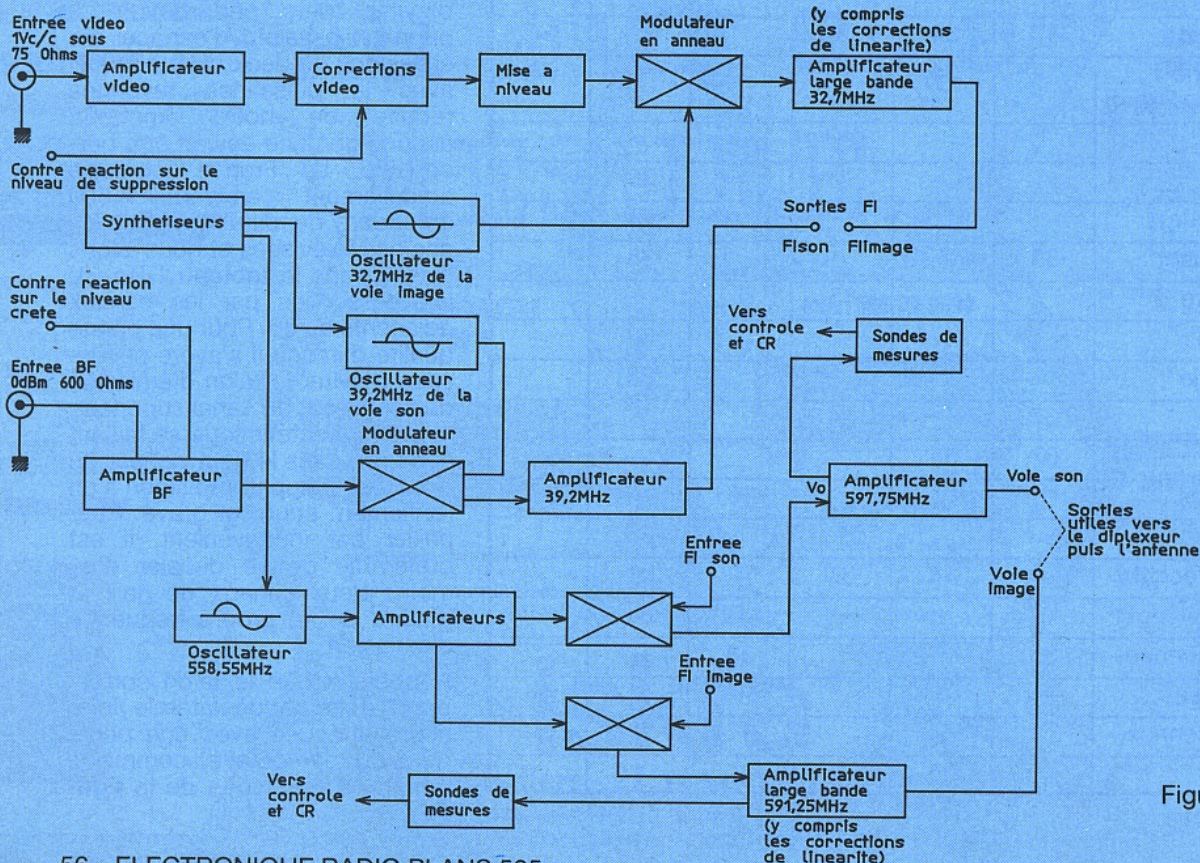 Entree video
1Vc/c sous
75 Ohms
Amplificateur
video
Corrections
video
Mise a
niveau
Modulateur
en anneau
(y compris
les corrections
de linearite)
Amplificateur
large bande
32,7MHz
Contre reaction sur le
niveau de suppression
Synthetiseurs
Oscillateur
32,7MHz de la
voie image
Sorties FI
FIson FIimage
Contre reaction
sur le niveau
crete
Oscillateur
39,2MHz de la
voie son
Vers
controle
et CR
Sondes de
mesures
Entree BF
0dBm 600 Ohms
Modulateur
en anneau
Amplificateur
BF
Amplificateur
39,2MHz
Vo
Amplificateur
597,75MHz
Voie son
Sorties
utiles vers
le diplexeur
puis l'antenne
Voie
image
Entree
FI son
Oscillateur
558,55MHz
Amplificateurs
Entree
FI image
Vers
controle
et CR
Sondes de
mesures
Amplificateur
large bande
591,25MHz
(y compris
les corrections
de linearite)
Figu